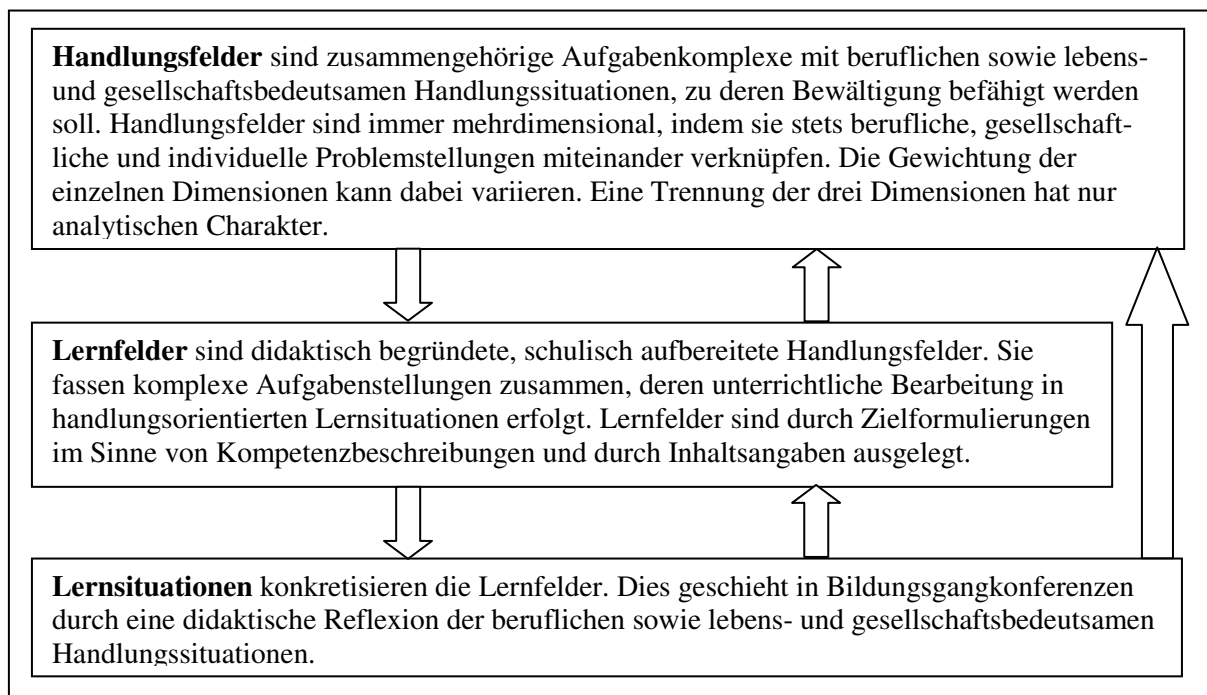 Handlungsfelder sind zusammengehörige Aufgabenkomplexe mit beruflichen sowie lebens-
und gesellschaftsbedeutsamen Handlungssituationen, zu deren Bewältigung befähigt werden
soll. Handlungsfelder sind immer mehrdimensional, indem sie stets berufliche, gesellschaft-
liche und individuelle Problemstellungen miteinander verknüpfen. Die Gewichtung der
einzelnen Dimensionen kann dabei variieren. Eine Trennung der drei Dimensionen hat nur
analytischen Charakter.
Lernfelder sind didaktisch begründete, schulisch aufbereitete Handlungsfelder. Sie
fassen komplexe Aufgabenstellungen zusammen, deren unterrichtliche Bearbeitung in
handlungsorientierten Lernsituationen erfolgt. Lernfelder sind durch Zielformulierungen
im Sinne von Kompetenzbeschreibungen und durch Inhaltsangaben ausgelegt.
Lernsituationen konkretisieren die Lernfelder. Dies geschieht in Bildungsgangkonferenzen
durch eine didaktische Reflexion der beruflichen sowie lebens- und gesellschaftsbedeutsamen
Handlungssituationen.